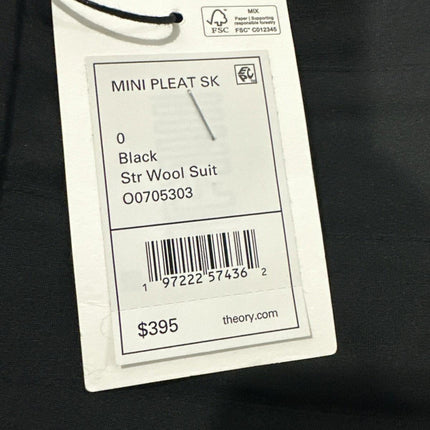 MIX
Paper | Supporting
responsible forestry
FSC
FSC® C012345
MINI PLEAT SK
0
Black
Str Wool Suit
O0705303
1 97222 57436 2
$395
theory.com